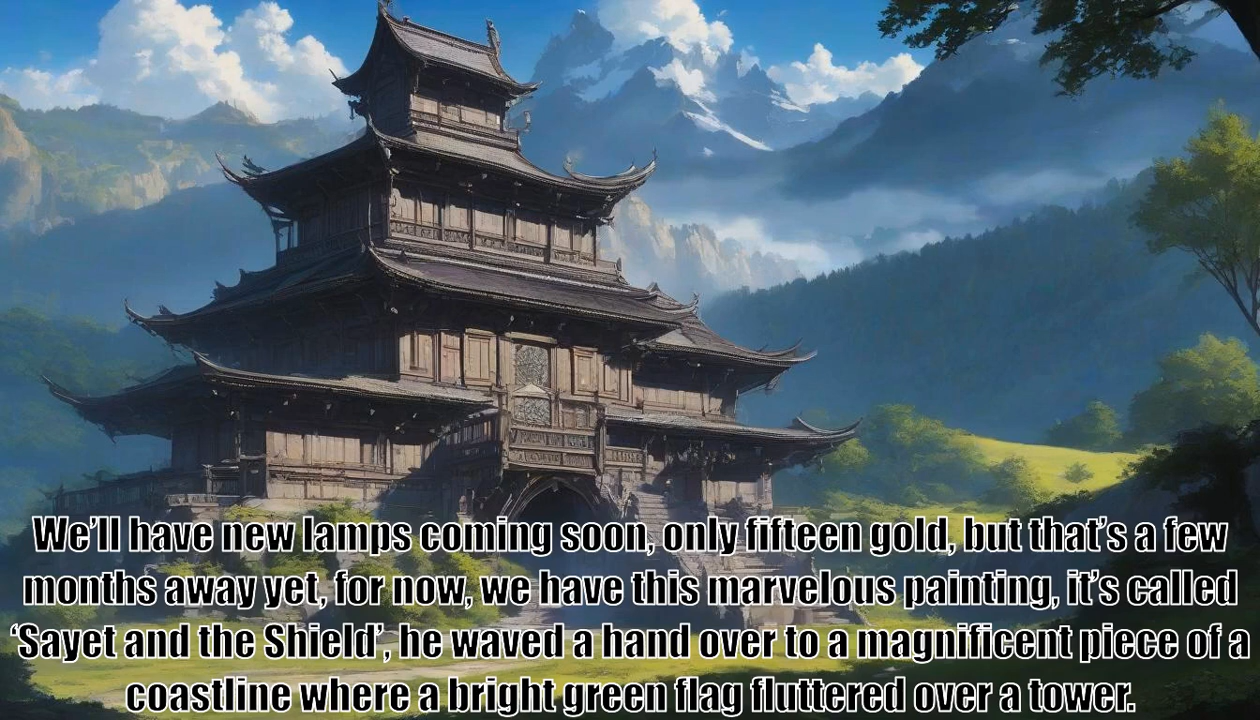 We’ll have new lamps coming soon, only fifteen gold, but that’s a few
months away yet, for now, we have this marvelous painting, it’s called
‘Sayet and the Shield’, he waved a hand over to a magnificent piece of a
coastline where a bright green flag fluttered over a tower.